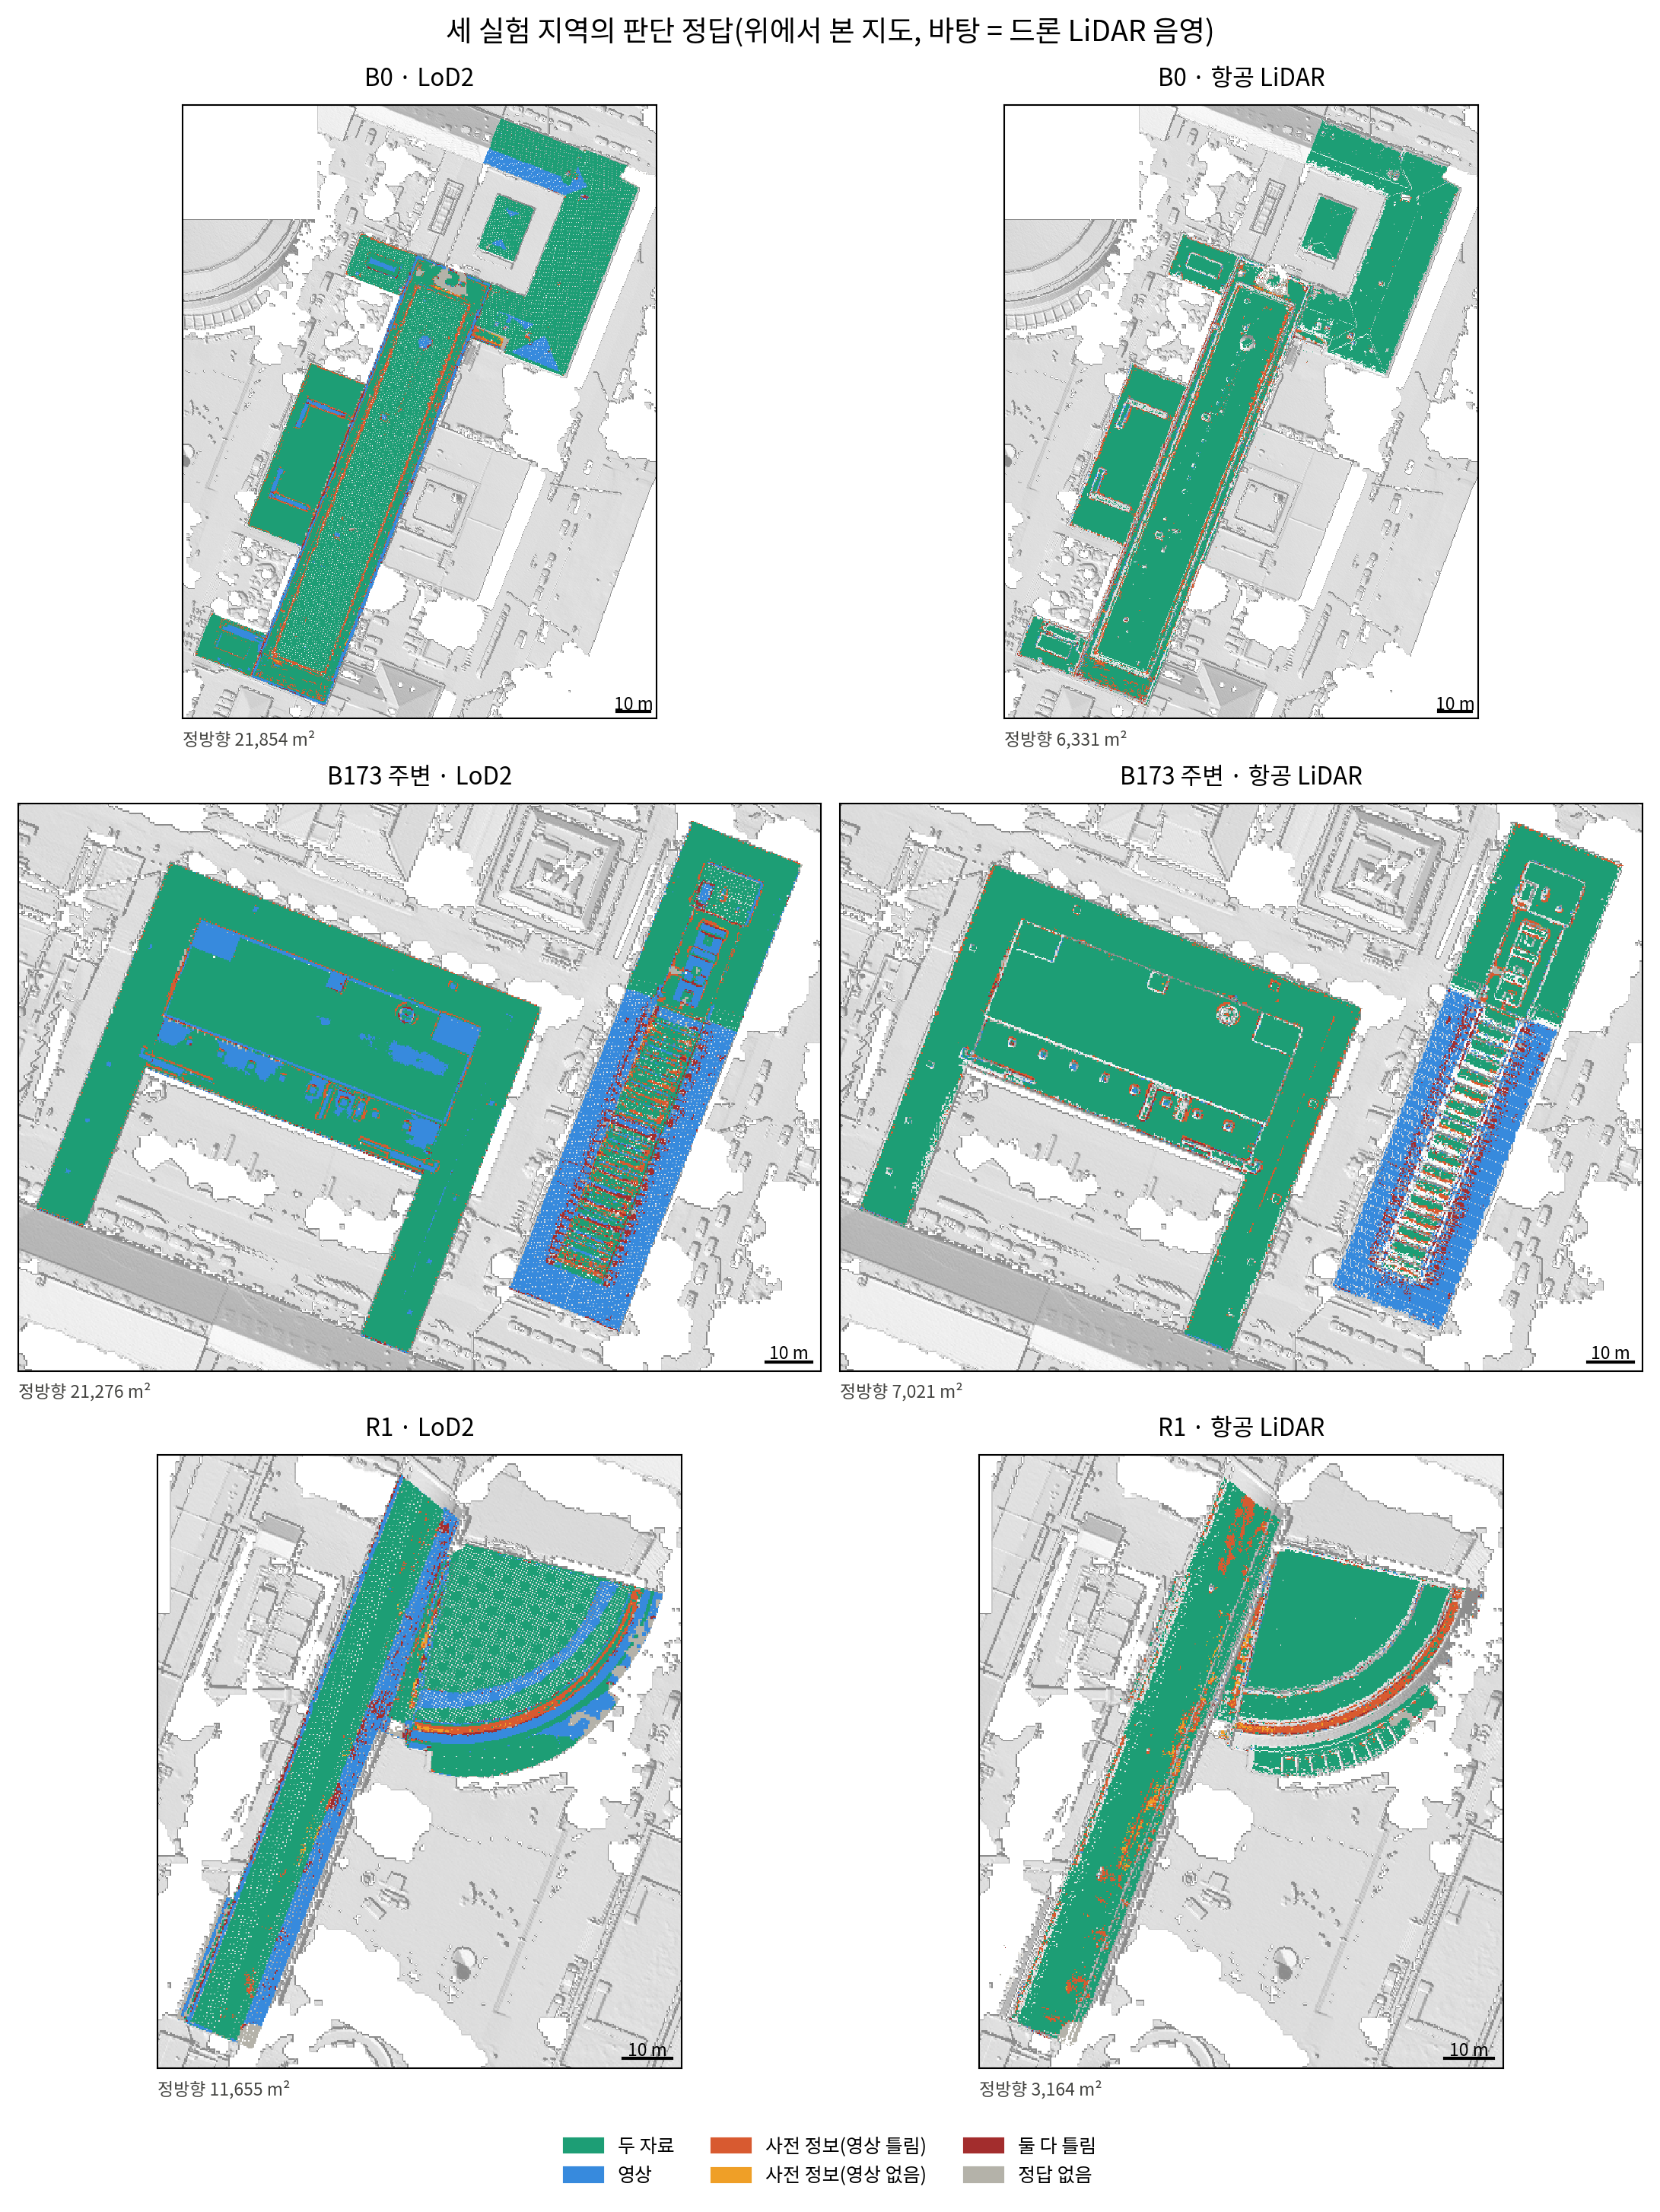 세 실험 지역의 판단 정답(위에서 본 지도, 바탕 = 드론 LiDAR 음영)
B0 · LoD2
B0 · 항공 LiDAR
10 m
10 m
정방향 21,854 m²
정방향 6,331 m²
B173 주변 · LoD2
B173 주변 · 항공 LiDAR
10 m
10 m
정방향 21,276 m²
정방향 7,021 m²
R1 · LoD2
R1 · 항공 LiDAR
10 m
10 m
정방향 11,655 m²
정방향 3,164 m²
두 자료
사전 정보(영상 틀림)
둘 다 틀림
영상
사전 정보(영상 없음)
정답 없음